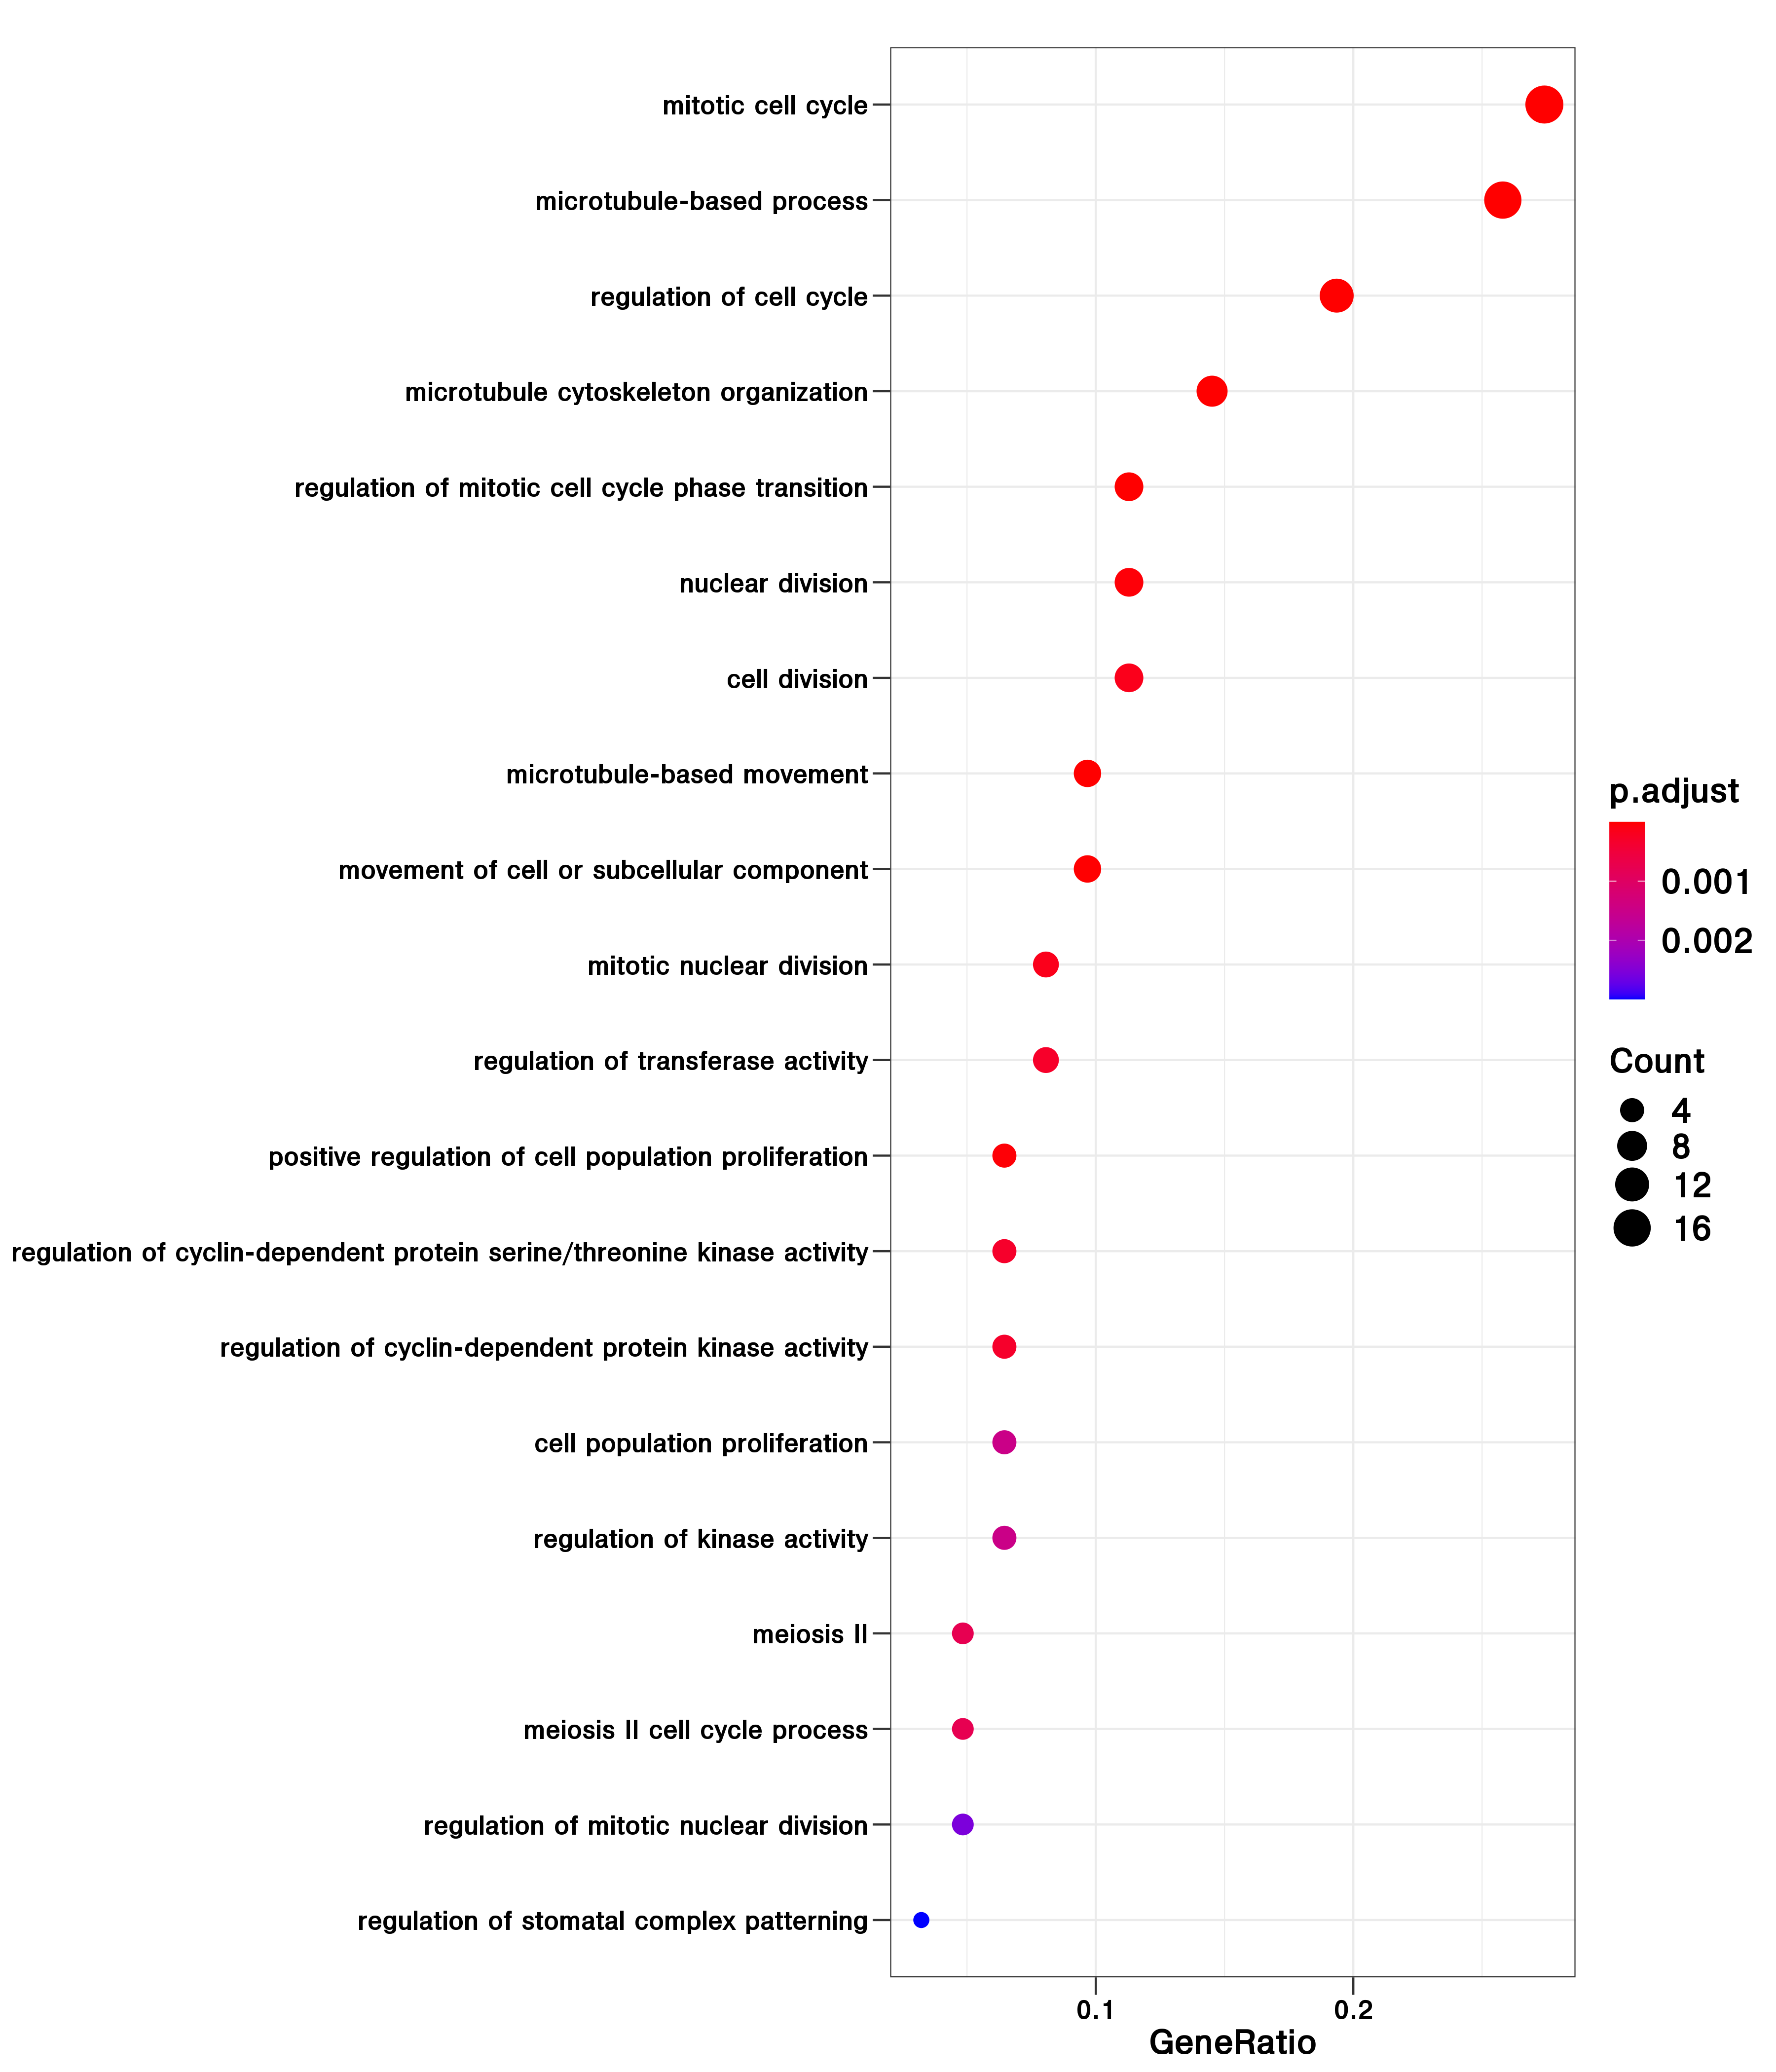 mitotic cell cycle
microtubule-based process
regulation of cell cycle
microtubule cytoskeleton organization
regulation of mitotic cell cycle phase transition
nuclear division
cell division
microtubule-based movement
movement of cell or subcellular component
mitotic nuclear division
regulation of transferase activity
positive regulation of cell population proliferation
regulation of cyclin-dependent protein serine/threonine kinase activity
regulation of cyclin-dependent protein kinase activity
cell population proliferation
regulation of kinase activity
meiosis II
meiosis II cell cycle process
regulation of mitotic nuclear division
regulation of stomatal complex patterning
0.1 0.2
GeneRatio
p.adjust
0.001
0.002
Count
4
8
12
16